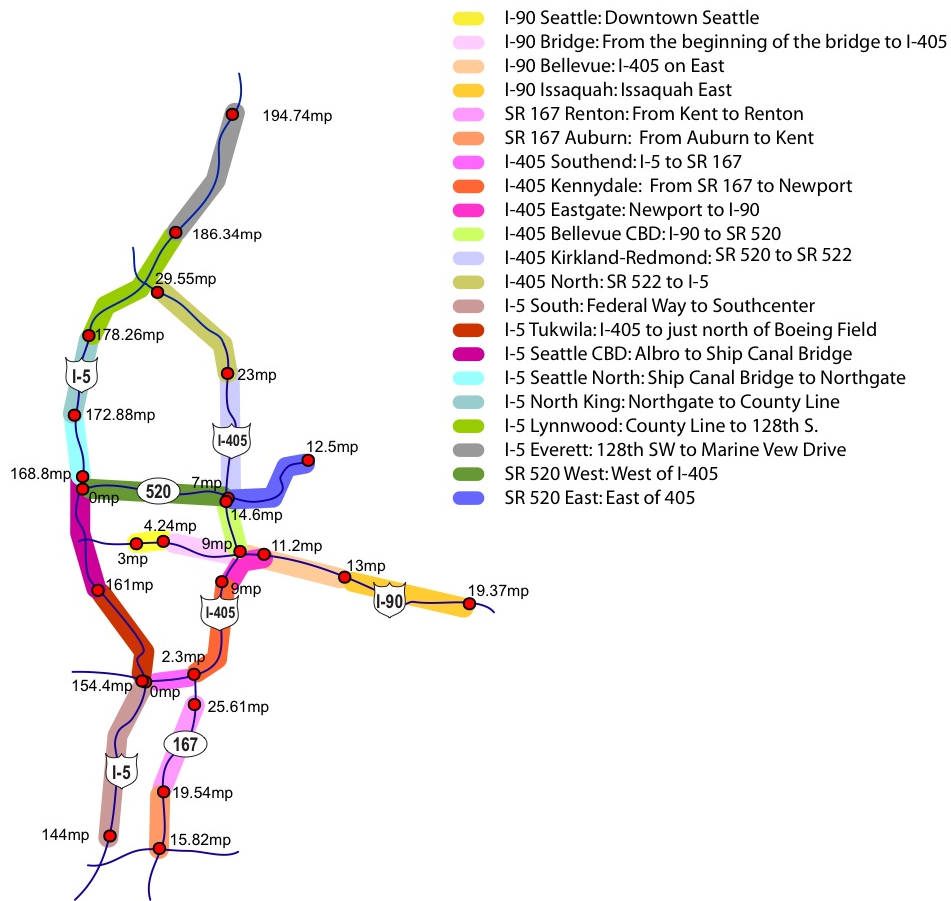 I-90 Seattle: Downtown Seattle
I-90 Bridge: From the beginning of the bridge to I-405
I-90 Bellevue: I-405 on East
I-90 Issaquah: Issaquah East
SR 167 Renton: From Kent to Renton
SR 167 Auburn: From Auburn to Kent
I-405 Southend: I-5 to SR 167
I-405 Kennydale: From SR 167 to Newport
I-405 Eastgate: Newport to I-90
I-405 Bellevue CBD: I-90 to SR 520
I-405 Kirkland-Redmond: SR 520 to SR 522
I-405 North: SR 522 to I-5
I-5 South: Federal Way to Southcenter
I-5 Tukwila: I-405 to just north of Boeing Field
I-5 Seattle CBD: Albro to Ship Canal Bridge
I-5 Seattle North: Ship Canal Bridge to Northgate
I-5 North King: Northgate to County Line
I-5 Lynnwood: County Line to 128th S.
I-5 Everett: 128th SW to Marine Vew Drive
SR 520 West: West of I-405
SR 520 East: East of 405
194.74mp
186.34mp
29.55mp
178.26mp
I-5
23mp
172.88mp
I-405
12.5mp
168.8mp
7mp
0mp
520
14.6mp
4.24mp
3mp
9mp
11.2mp
13mp
161mp
9mp
I-90
19.37mp
I-405
2.3mp
154.4mp
0mp
25.61mp
167
I-5
19.54mp
144mp
15.82mp